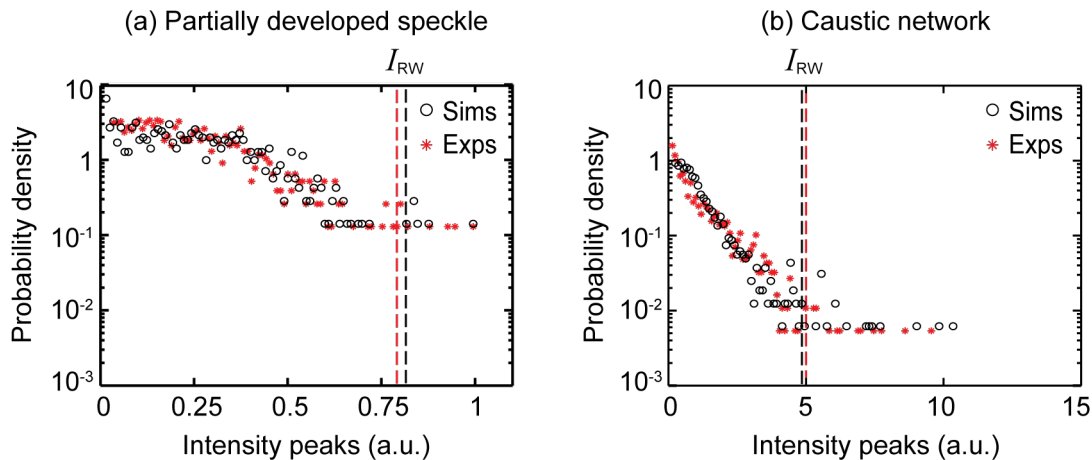 (a) Partially developed speckle
I_RW
10
1
10^-1
10^-2
10^-3
Probability density
Sims
Exps
0
0.25
0.5
0.75
1
Intensity peaks (a.u.)
(b) Caustic network
I_RW
10
1
10^-1
10^-2
10^-3
Probability density
Sims
Exps
0
5
10
15
Intensity peaks (a.u.)